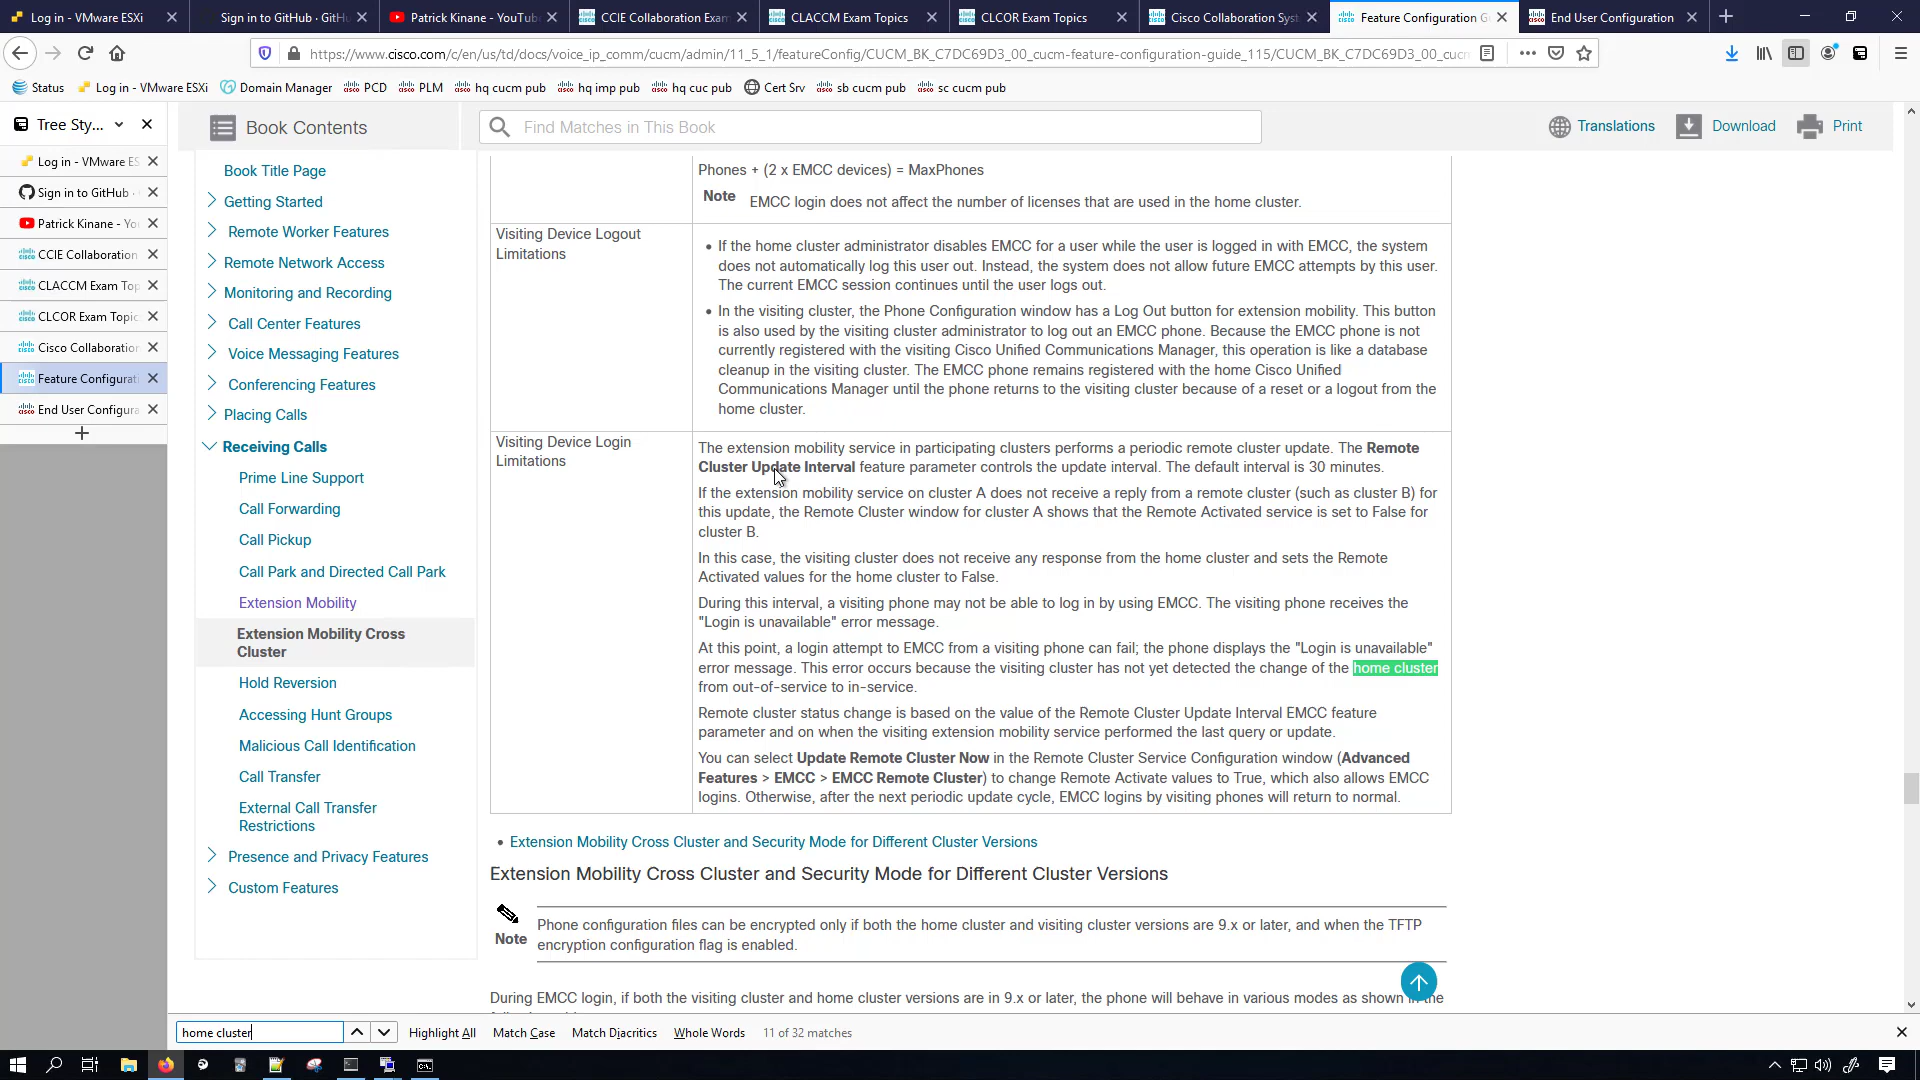 Log in - VMware ESXi
Sign in to GitHub · GitHu
Patrick Kinane - YouTube
CCIE Collaboration Exam
CLACCM Exam Topics
CLCOR Exam Topics
Cisco Collaboration Syst
Feature Configuration G
End User Configuration
https://www.cisco.com/c/en/us/td/docs/voice_ip_comm/cucm/admin/11_5_1/featureConfig/CUCM_BK_C7DC69D3_00_cucm-feature-configuration-guide_115/CUCM_BK_C7DC69D3_00_cucm
Status
Log in - VMware ESXi
Domain Manager
PCD
PLM
hq cucm pub
hq imp pub
hq cuc pub
Cert Srv
sb cucm pub
sc cucm pub
Tree Sty...
Log in - VMware ES
Sign in to GitHub ·
Patrick Kinane - Yo
CCIE Collaboration
CLACCM Exam Top
CLCOR Exam Topic
Cisco Collaboration
Feature Configurati
End User Configura
Book Contents
Find Matches in This Book
Translations
Download
Print
Book Title Page
Getting Started
Remote Worker Features
Remote Network Access
Monitoring and Recording
Call Center Features
Voice Messaging Features
Conferencing Features
Placing Calls
Receiving Calls
Prime Line Support
Call Forwarding
Call Pickup
Call Park and Directed Call Park
Extension Mobility
Extension Mobility Cross
Cluster
Hold Reversion
Accessing Hunt Groups
Malicious Call Identification
Call Transfer
External Call Transfer
Restrictions
Presence and Privacy Features
Custom Features
Phones + (2 x EMCC devices) = MaxPhones
Note EMCC login does not affect the number of licenses that are used in the home cluster.
Visiting Device Logout
Limitations
• If the home cluster administrator disables EMCC for a user while the user is logged in with EMCC, the system
does not automatically log this user out. Instead, the system does not allow future EMCC attempts by this user.
The current EMCC session continues until the user logs out.
• In the visiting cluster, the Phone Configuration window has a Log Out button for extension mobility. This button
is also used by the visiting cluster administrator to log out an EMCC phone. Because the EMCC phone is not
currently registered with the visiting Cisco Unified Communications Manager, this operation is like a database
cleanup in the visiting cluster. The EMCC phone remains registered with the home Cisco Unified
Communications Manager until the phone returns to the visiting cluster because of a reset or a logout from the
home cluster.
Visiting Device Login
Limitations
The extension mobility service in participating clusters performs a periodic remote cluster update. The Remote
Cluster Update Interval feature parameter controls the update interval. The default interval is 30 minutes.
If the extension mobility service on cluster A does not receive a reply from a remote cluster (such as cluster B) for
this update, the Remote Cluster window for cluster A shows that the Remote Activated service is set to False for
cluster B.
In this case, the visiting cluster does not receive any response from the home cluster and sets the Remote
Activated values for the home cluster to False.
During this interval, a visiting phone may not be able to log in by using EMCC. The visiting phone receives the
"Login is unavailable" error message.
At this point, a login attempt to EMCC from a visiting phone can fail; the phone displays the "Login is unavailable"
error message. This error occurs because the visiting cluster has not yet detected the change of the home cluster
from out-of-service to in-service.
Remote cluster status change is based on the value of the Remote Cluster Update Interval EMCC feature
parameter and on when the visiting extension mobility service performed the last query or update.
You can select Update Remote Cluster Now in the Remote Cluster Service Configuration window (Advanced
Features > EMCC > EMCC Remote Cluster) to change Remote Activate values to True, which also allows EMCC
logins. Otherwise, after the next periodic update cycle, EMCC logins by visiting phones will return to normal.
• Extension Mobility Cross Cluster and Security Mode for Different Cluster Versions
Extension Mobility Cross Cluster and Security Mode for Different Cluster Versions
Note
Phone configuration files can be encrypted only if both the home cluster and visiting cluster versions are 9.x or later, and when the TFTP
encryption configuration flag is enabled.
During EMCC login, if both the visiting cluster and home cluster versions are in 9.x or later, the phone will behave in various modes as shown in the
home cluster
Highlight All
Match Case
Match Diacritics
Whole Words
11 of 32 matches